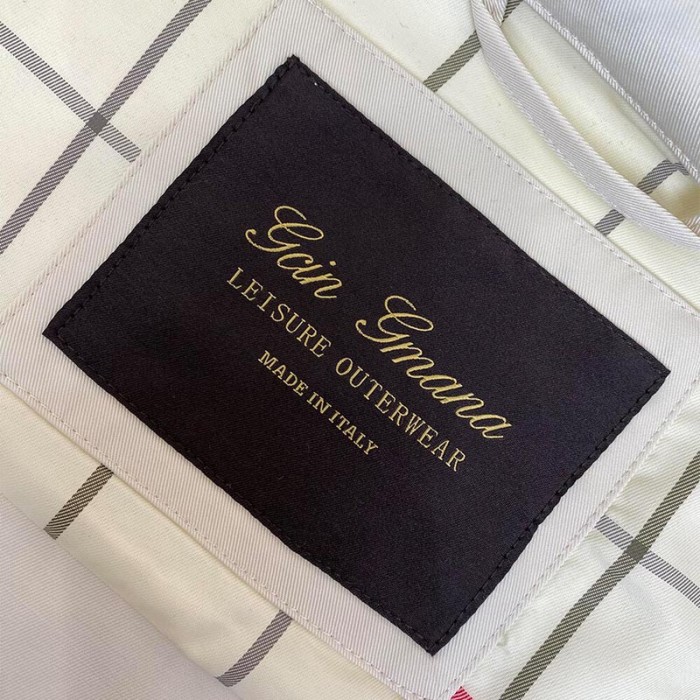 Gcin Gmana
LEISURE OUTERWEAR
MADE IN ITALY